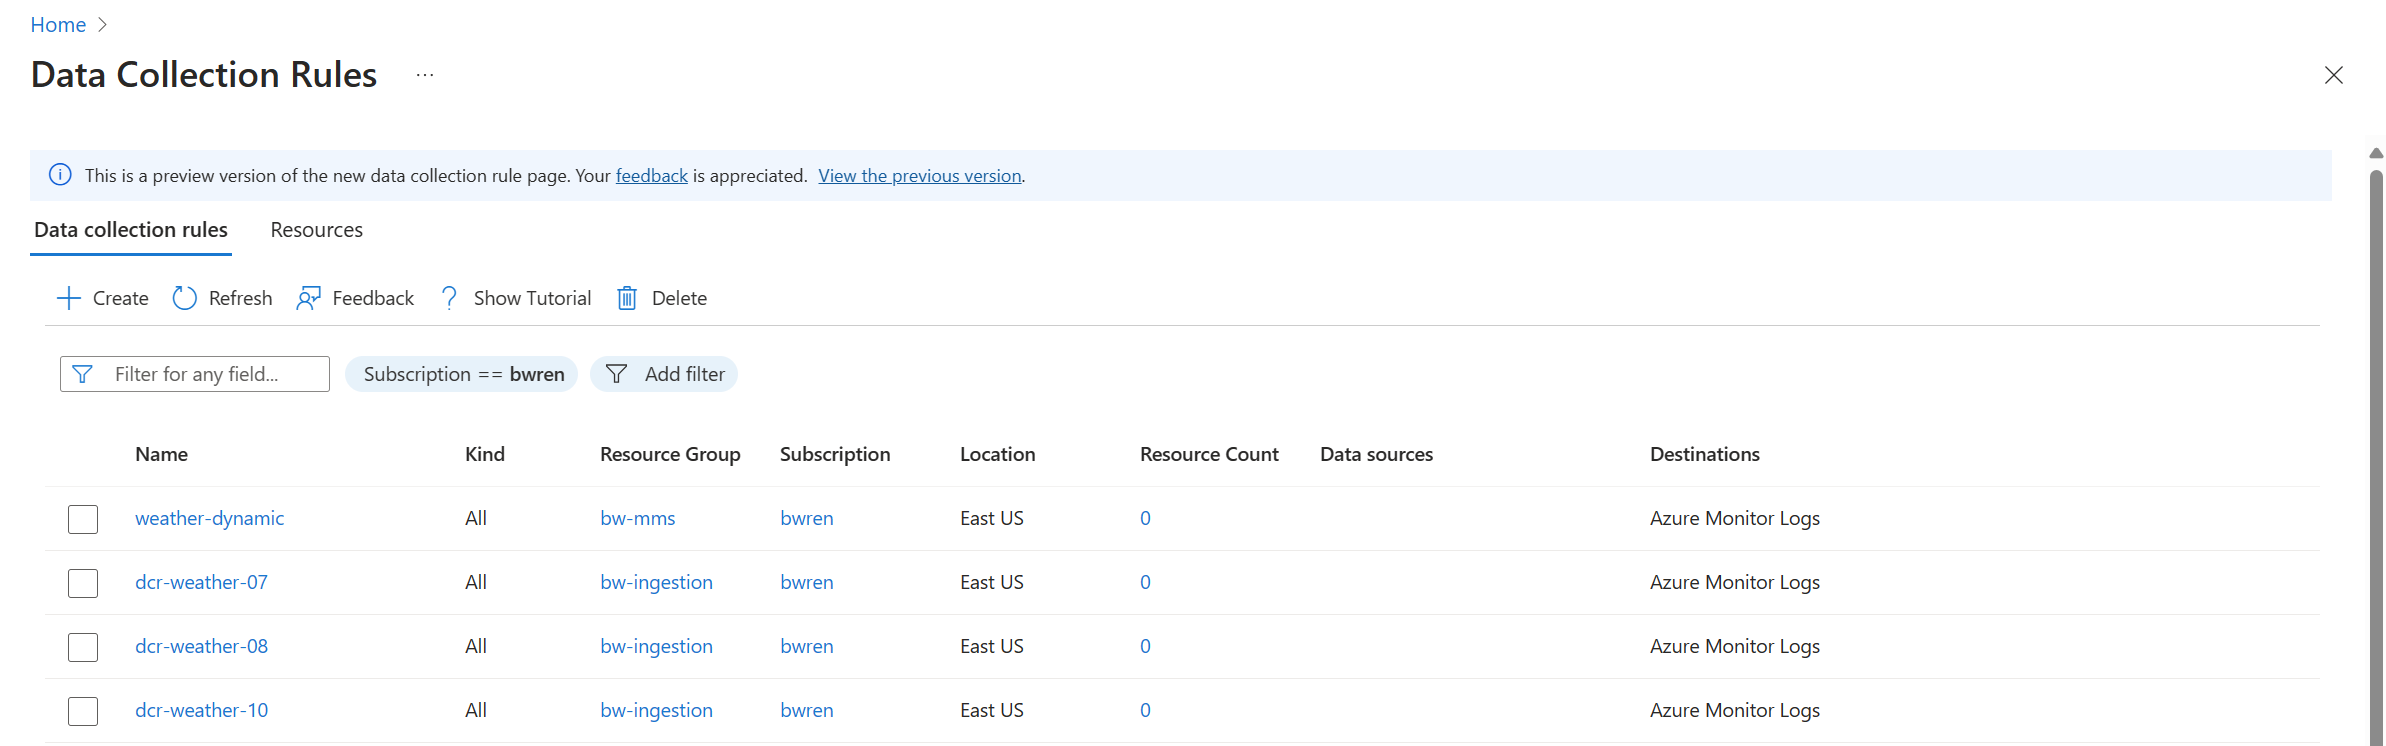 Home
Data Collection Rules ...
This is a preview version of the new data collection rule page. Your feedback is appreciated. View the previous version.
Data collection rules Resources
Create Refresh Feedback Show Tutorial Delete
Filter for any field... Subscription == bwren Add filter
Name Kind Resource Group Subscription Location Resource Count Data sources Destinations
weather-dynamic All bw-mms bwren East US 0 Azure Monitor Logs
dcr-weather-07 All bw-ingestion bwren East US 0 Azure Monitor Logs
dcr-weather-08 All bw-ingestion bwren East US 0 Azure Monitor Logs
dcr-weather-10 All bw-ingestion bwren East US 0 Azure Monitor Logs